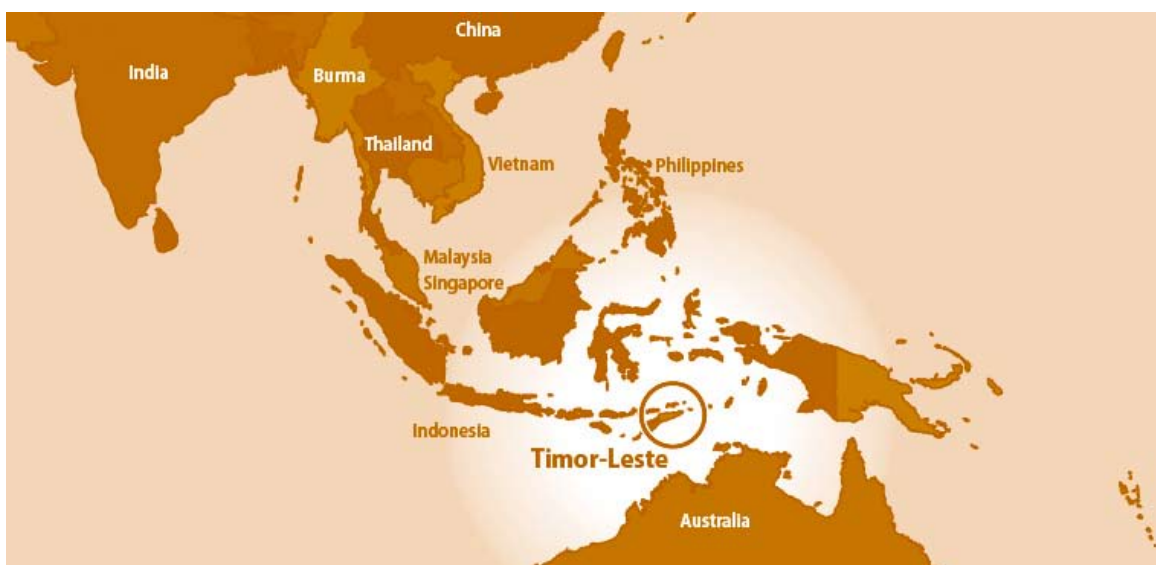 China
India
Burma
Thailand
Vietnam
Philippines
Malaysia
Singapore
Indonesia
Timor-Leste
Australia